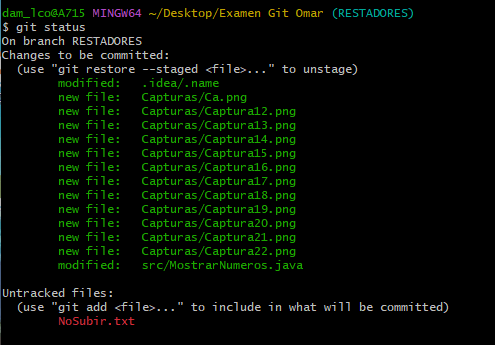 dam_lco@A715 MINGW64 ~/Desktop/Examen Git Omar (RESTADORES)
$ git status
On branch RESTADORES
Changes to be committed:
  (use "git restore --staged <file>..." to unstage)
        modified:   .idea/.name
        new file:   Capturas/Ca.png
        new file:   Capturas/Captura12.png
        new file:   Capturas/Captura13.png
        new file:   Capturas/Captura14.png
        new file:   Capturas/Captura15.png
        new file:   Capturas/Captura16.png
        new file:   Capturas/Captura17.png
        new file:   Capturas/Captura18.png
        new file:   Capturas/Captura19.png
        new file:   Capturas/Captura20.png
        new file:   Capturas/Captura21.png
        new file:   Capturas/Captura22.png
        modified:   src/MostrarNumeros.java

Untracked files:
  (use "git add <file>..." to include in what will be committed)
        NoSubir.txt